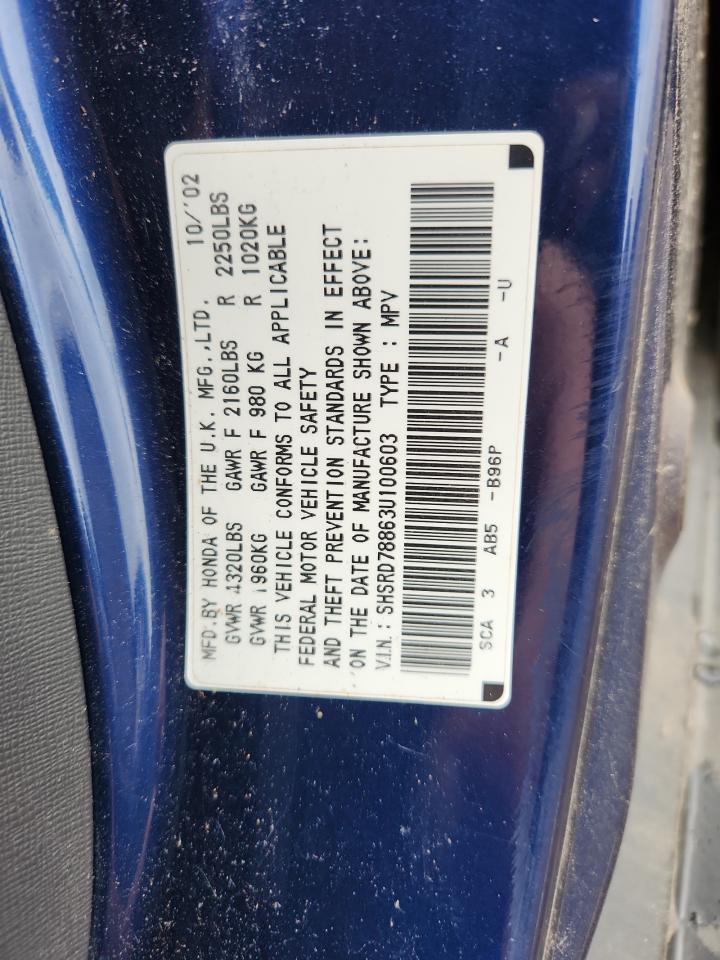 MFD.BY HONDA OF THE U.K. MFG.,LTD. 10/'02
GVWR 4320LBS GAWR F 2160LBS R 2250LBS
GVWR 1960KG GAWR F 980 KG R 1020KG
THIS VEHICLE CONFORMS TO ALL APPLICABLE
FEDERAL MOTOR VEHICLE SAFETY
AND THEFT PREVENTION STANDARDS IN EFFECT
ON THE DATE OF MANUFACTURE SHOWN ABOVE:
V.I.N.: SHSRD78863U100603 TYPE : MPV
SCA 3 AB5 -B96P -A -U